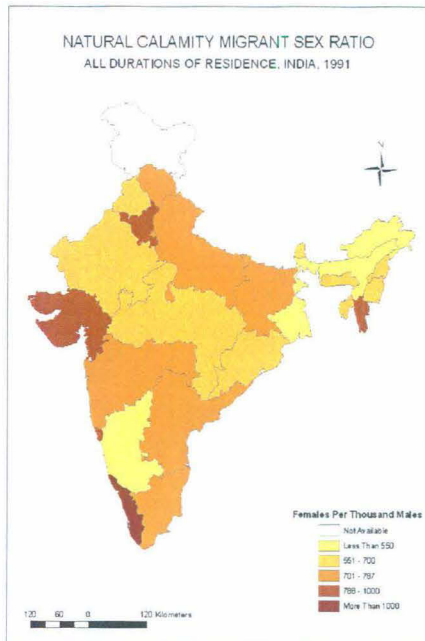 NATURAL CALAMITY MIGRANT SEX RATIO
ALL DURATIONS OF RESIDENCE, INDIA, 1991
N
Females Per Thousand Males
Not Available
Less Than 550
551 - 700
701 - 787
788 - 1000
More Than 1000
120 60 0 120 Kilometers